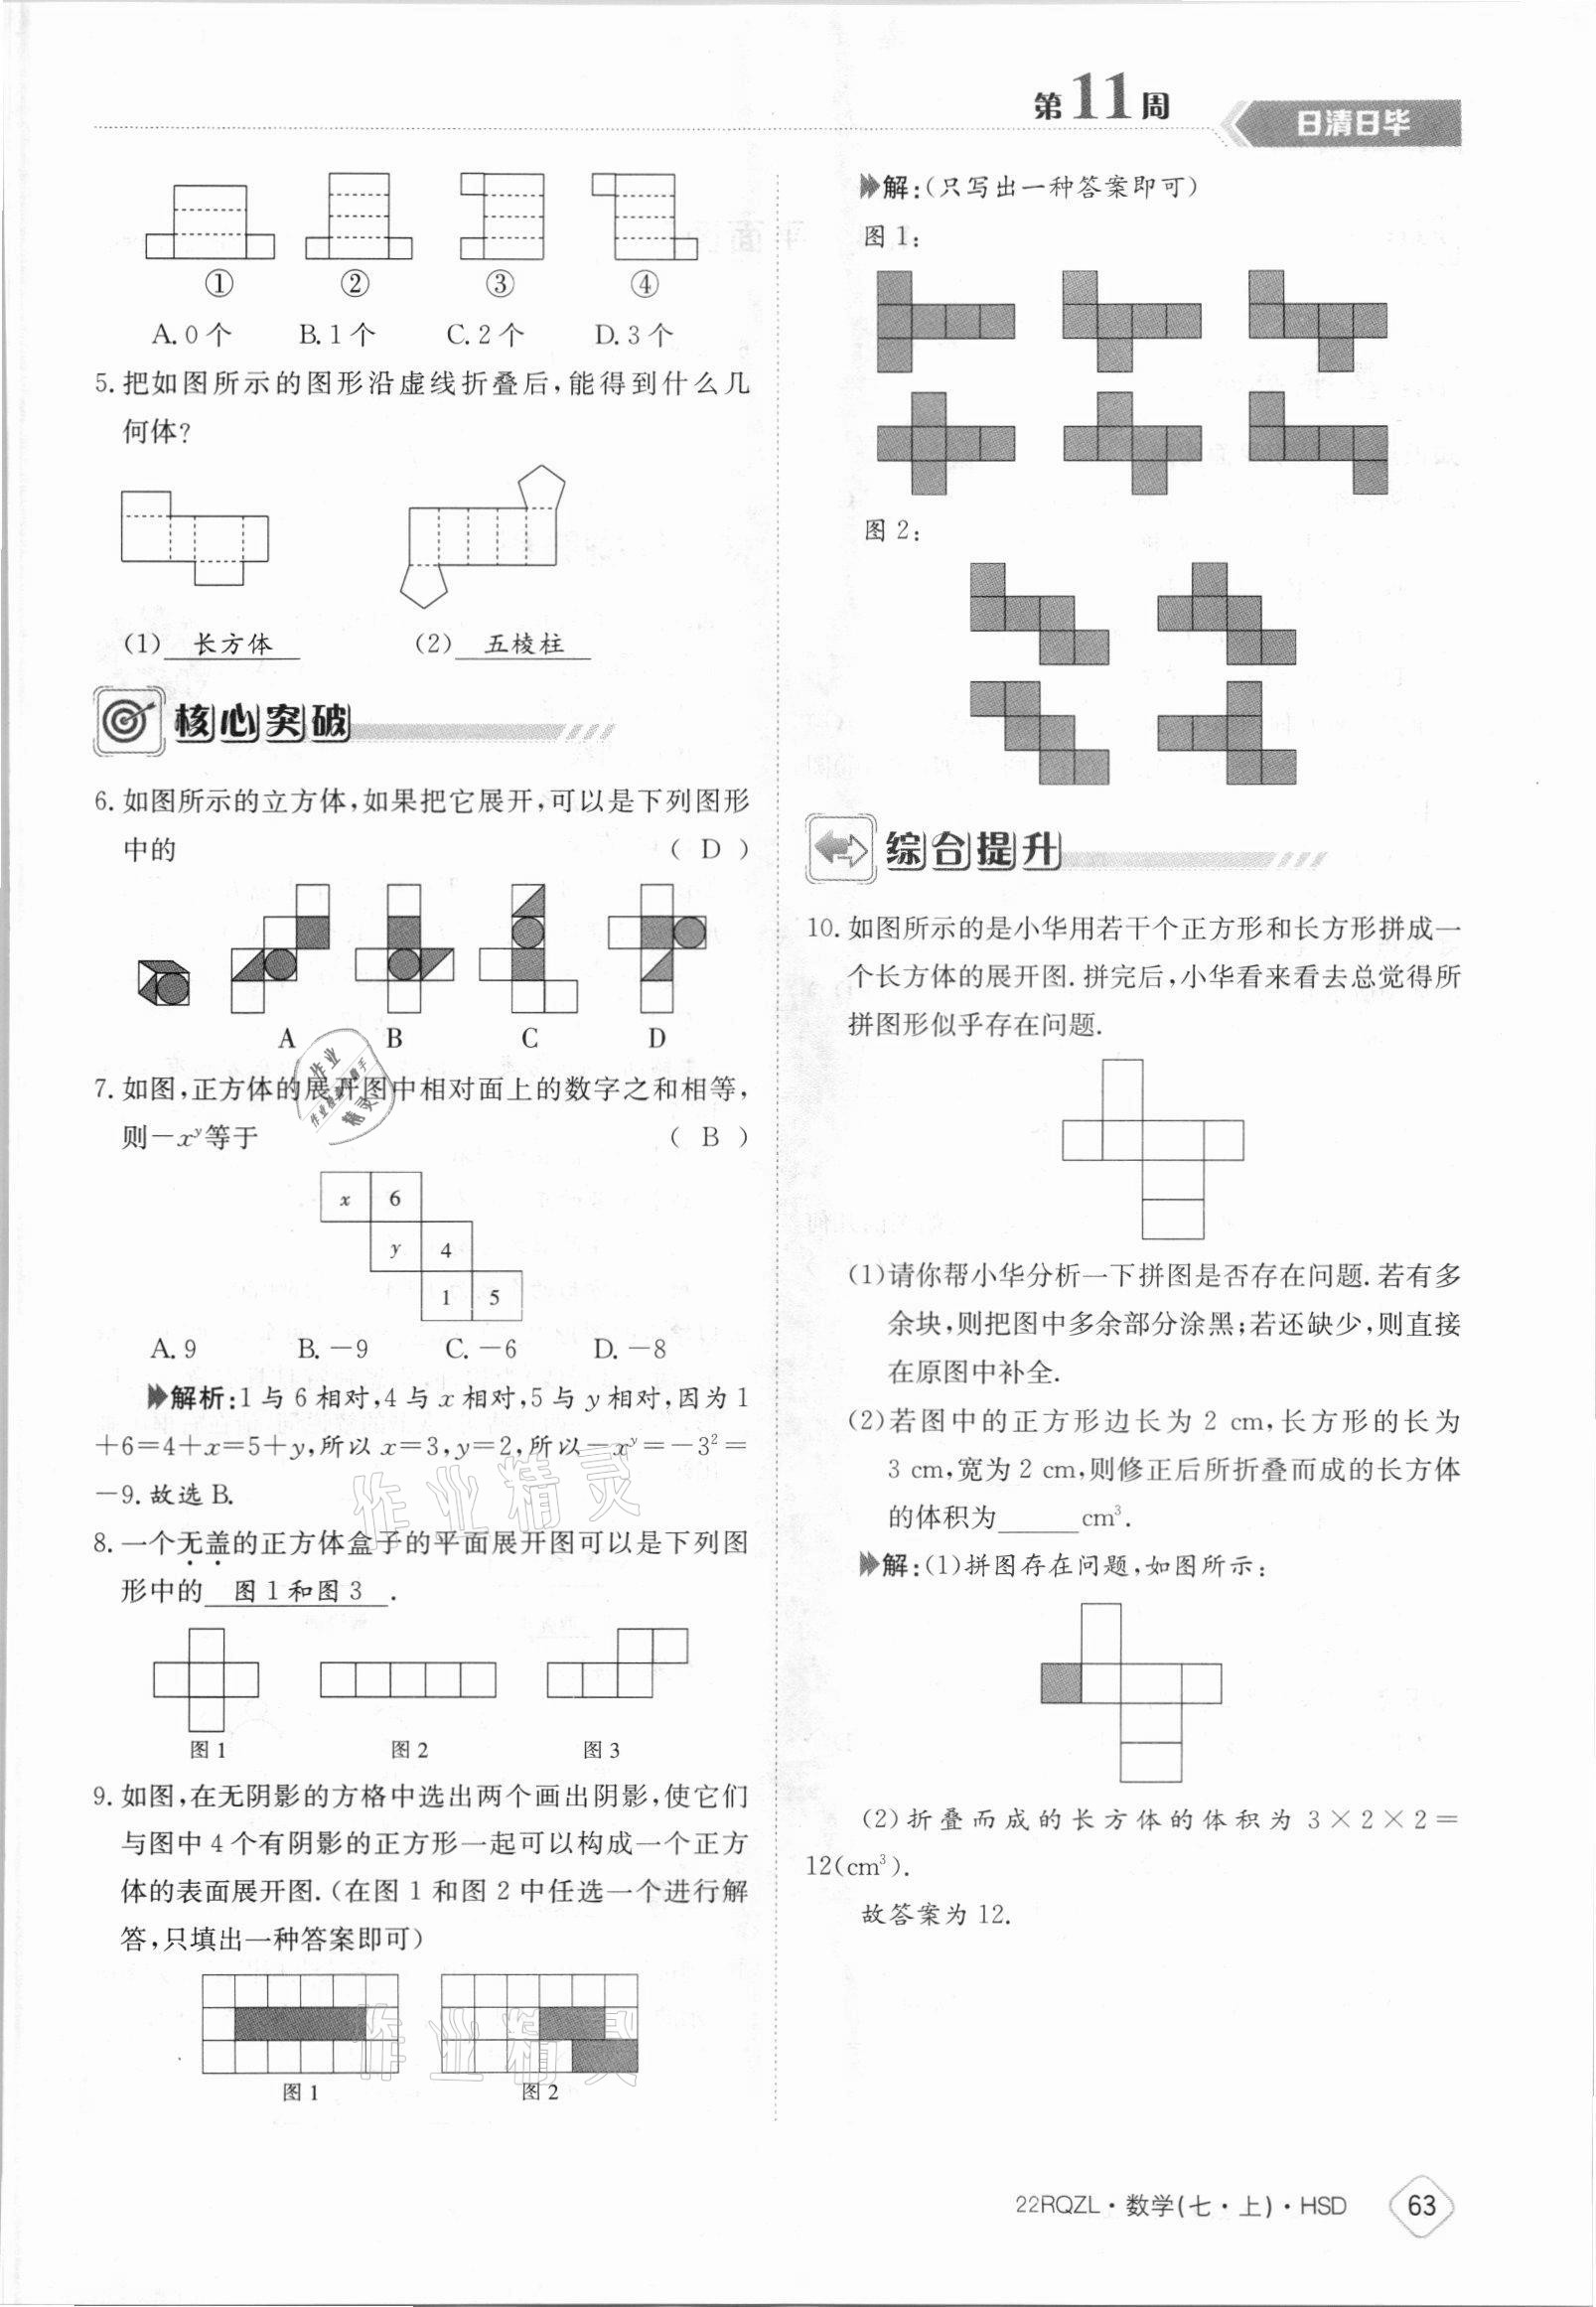 第11周
日清日毕
① ② ③ ④
A. 0个 B. 1个 C. 2个 D. 3个
5. 把如图所示的图形沿虚线折叠后,能得到什么几
何体?
(1) 长方体 (2) 五棱柱
核心突破
6. 如图所示的立方体,如果把它展开,可以是下列图形
中的 ( D )
A B C D
7. 如图,正方体的展开图中相对面上的数字之和相等,
则-xʸ等于 ( B )
x 6
y 4
1 5
A. 9 B. -9 C. -6 D. -8
解析:1与6相对,4与x相对,5与y相对,因为1
+6=4+x=5+y,所以x=3,y=2,所以-xʸ=-3²=
-9.故选B.
8. 一个无盖的正方体盒子的平面展开图可以是下列图
形中的 图1和图3 .
图1 图2 图3
9. 如图,在无阴影的方格中选出两个画出阴影,使它们
与图中4个有阴影的正方形一起可以构成一个正方
体的表面展开图.(在图1和图2中任选一个进行解
答,只填出一种答案即可)
图1 图2
解:(只写出一种答案即可)
图1:
图2:
综合提升
10. 如图所示的是小华用若干个正方形和长方形拼成一
个长方体的展开图.拼完后,小华看来看去总觉得所
拼图形似乎存在问题.
(1)请你帮小华分析一下拼图是否存在问题.若有多
余块,则把图中多余部分涂黑;若还缺少,则直接
在原图中补全.
(2)若图中的正方形边长为2 cm,长方形的长为
3 cm,宽为2 cm,则修正后所折叠而成的长方体
的体积为______cm³.
解:(1)拼图存在问题,如图所示:
(2)折叠而成的长方体的体积为3×2×2=
12(cm³).
故答案为12.
作业精灵
作业精灵
22RQZL·数学(七·上)·HSD 63